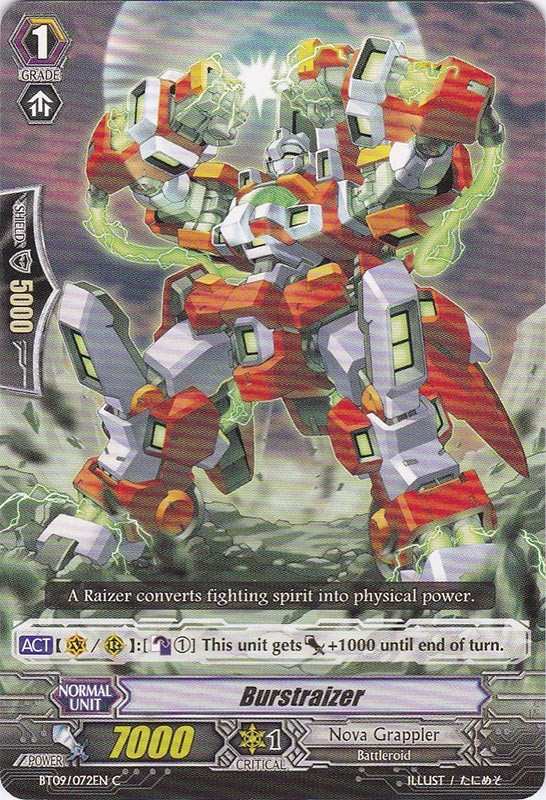 1
GRADE
SHIELD 5000
A Raizer converts fighting spirit into physical power.
ACT【 V / R 】:[ ①] This unit gets +1000 until end of turn.
NORMAL UNIT
Burstraizer
POWER 7000
1 CRITICAL
Nova Grappler
Battleroid
BT09/072EN C
ILLUST / たにめそ